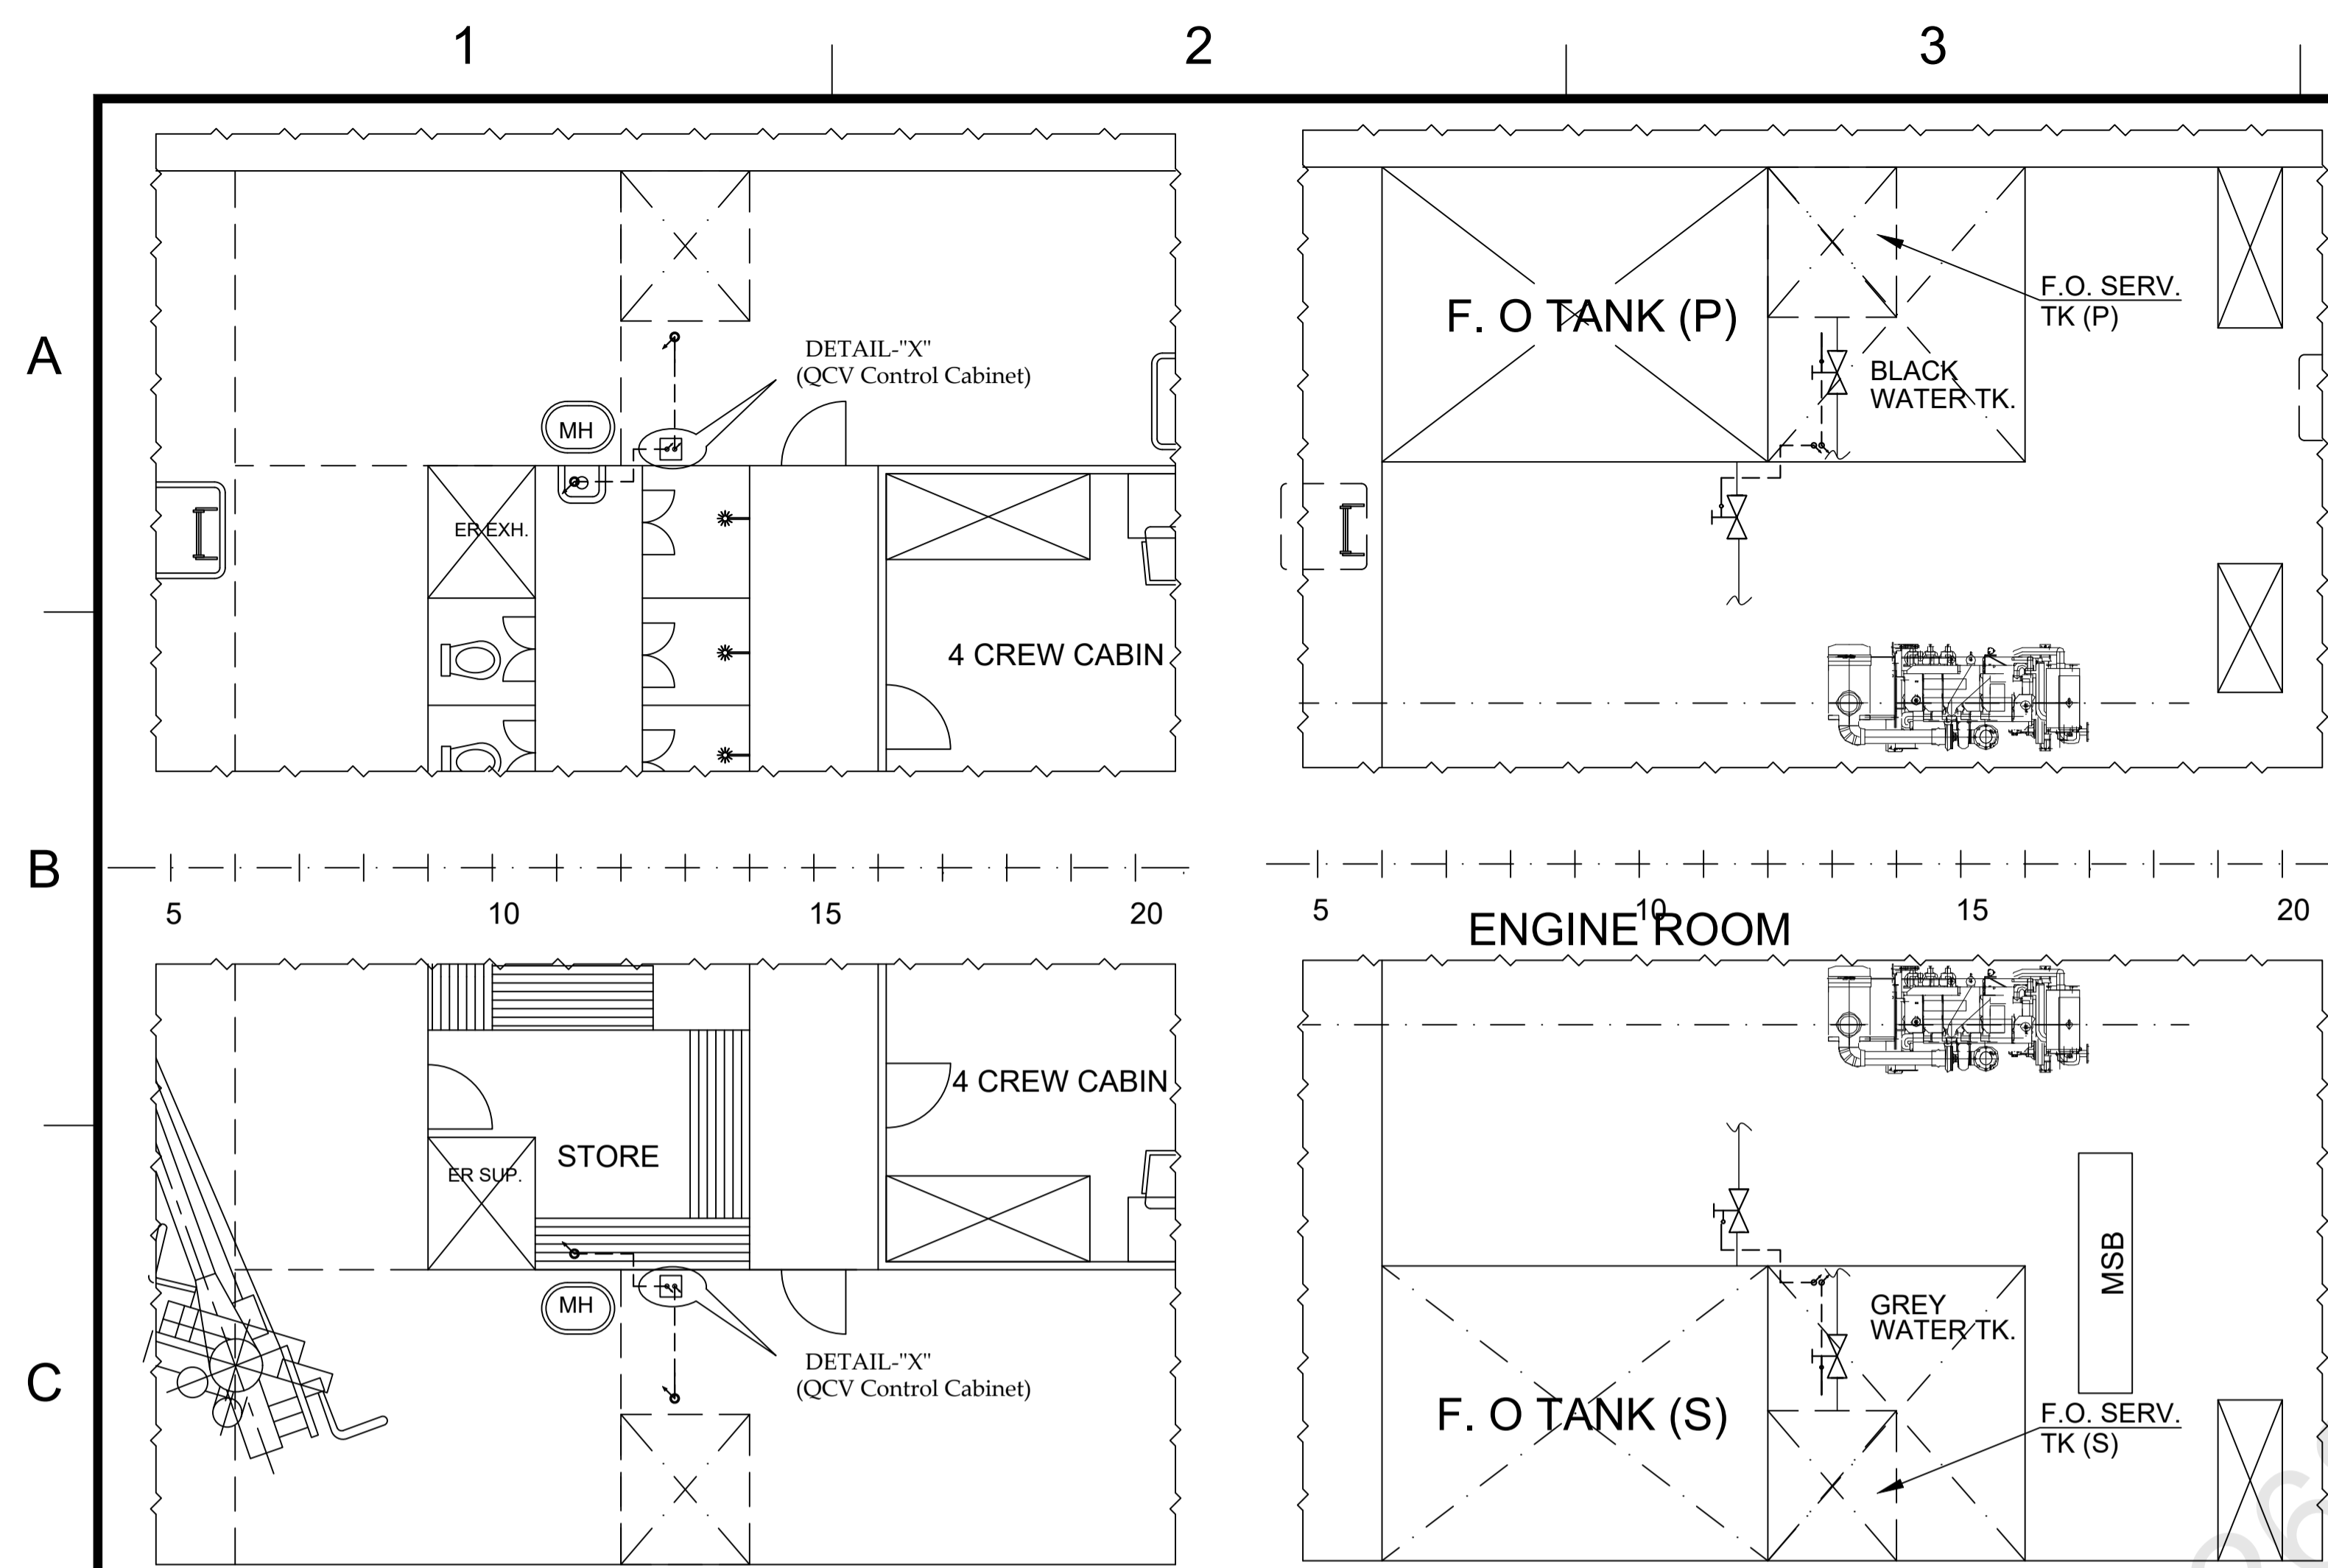 1
2
3
A
B
C
DETAIL-"X"
(QCV Control Cabinet)
MH
ER EXH.
4 CREW CABIN
F. O TANK (P)
F.O. SERV.
TK (P)
BLACK
WATER TK.
5
10
15
20
5
10
15
20
ENGINE ROOM
4 CREW CABIN
STORE
ER SUP.
MH
DETAIL-"X"
(QCV Control Cabinet)
MSB
GREY
WATER TK.
F. O TANK (S)
F.O. SERV.
TK (S)